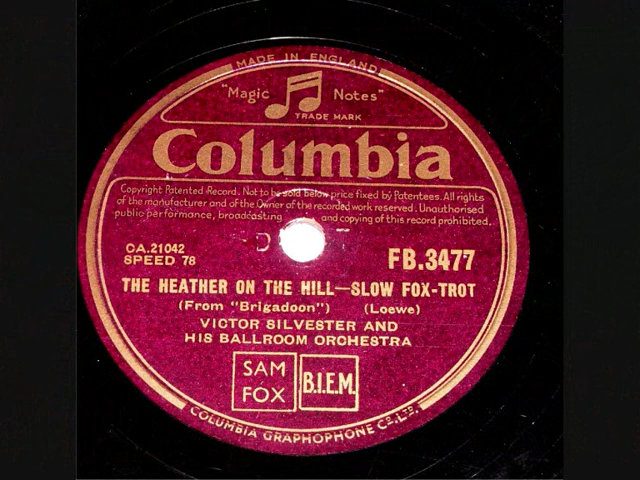 MADE IN ENGLAND
"Magic Notes"
TRADE MARK
Columbia
Copyright Patented Record. Not to be sold below price fixed by Patentees. All rights
of the manufacturer and of the Owner of the recorded work reserved. Unauthorised
public performance, broadcasting and copying of this record prohibited.
CA.21042
SPEED 78
FB.3477
THE HEATHER ON THE HILL—SLOW FOX-TROT
(From "Brigadoon") (Loewe)
VICTOR SILVESTER AND
HIS BALLROOM ORCHESTRA
SAM
FOX
B.I.E.M.
COLUMBIA GRAPHOPHONE CO. LTD.